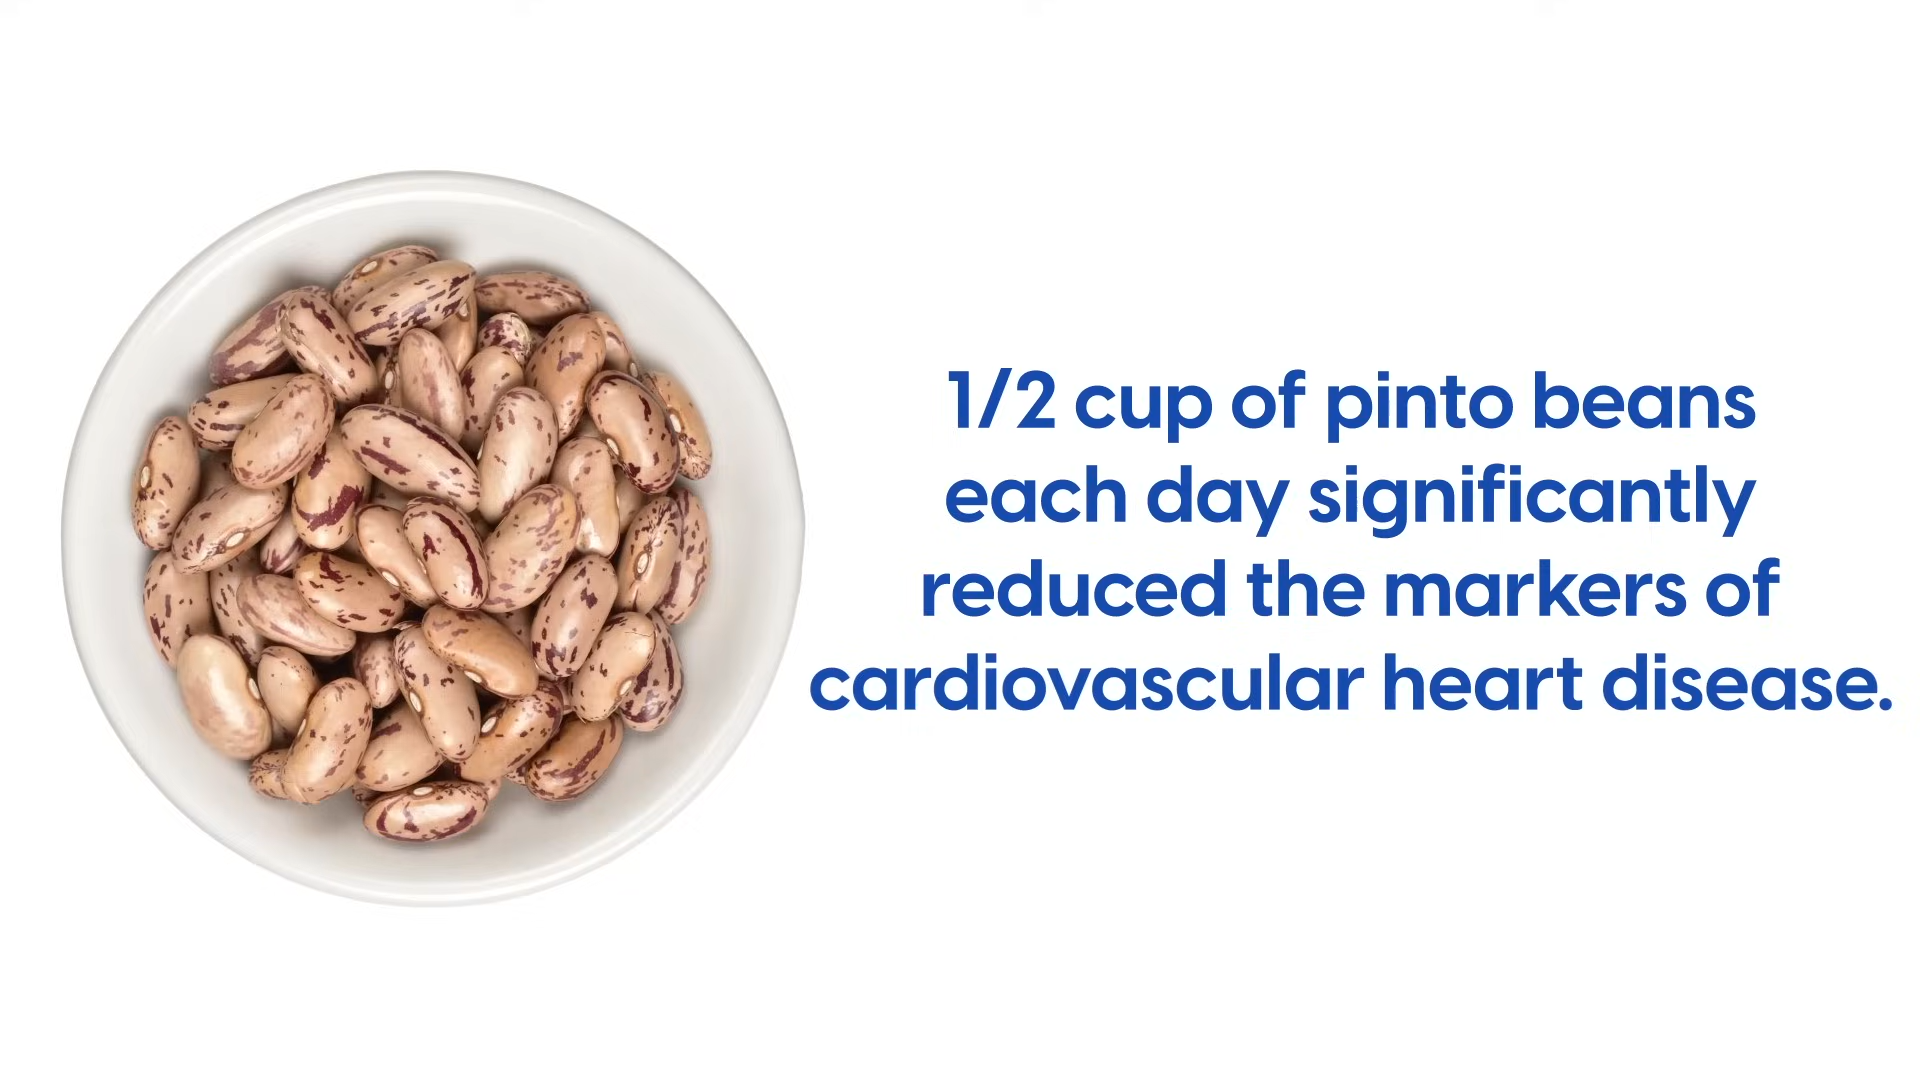 1/2 cup of pinto beans
each day significantly
reduced the markers of
cardiovascular heart disease.